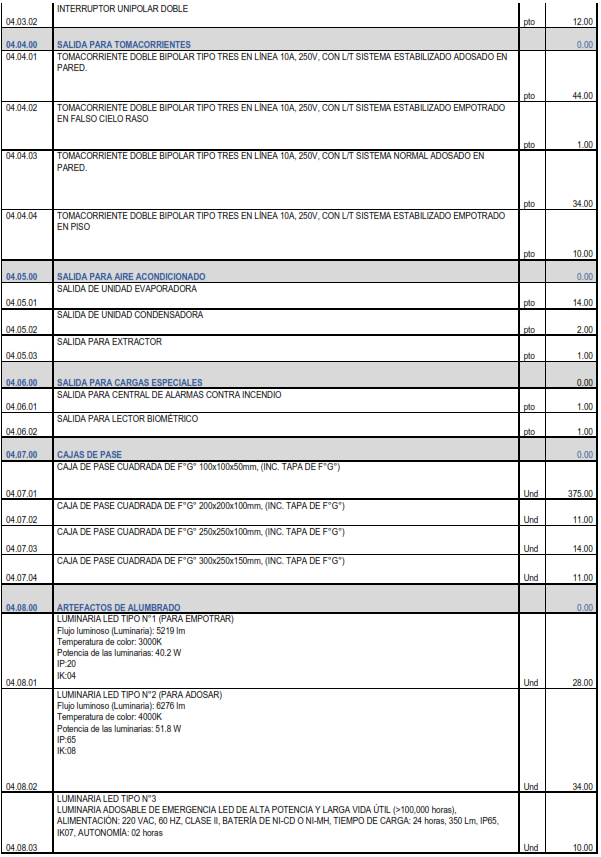 INTERRUPTOR UNIPOLAR DOBLE
04.03.02 pto 12.00
04.04.00 SALIDA PARA TOMACORRIENTES 0.00
04.04.01 TOMACORRIENTE DOBLE BIPOLAR TIPO TRES EN LÍNEA 10A, 250V, CON L/T SISTEMA ESTABILIZADO ADOSADO EN
PARED.
pto 44.00
04.04.02 TOMACORRIENTE DOBLE BIPOLAR TIPO TRES EN LÍNEA 10A, 250V, CON L/T SISTEMA ESTABILIZADO EMPOTRADO
EN FALSO CIELO RASO
pto 1.00
04.04.03 TOMACORRIENTE DOBLE BIPOLAR TIPO TRES EN LÍNEA 10A, 250V, CON L/T SISTEMA NORMAL ADOSADO EN
PARED.
pto 34.00
04.04.04 TOMACORRIENTE DOBLE BIPOLAR TIPO TRES EN LÍNEA 10A, 250V, CON L/T SISTEMA ESTABILIZADO EMPOTRADO
EN PISO
pto 10.00
04.05.00 SALIDA PARA AIRE ACONDICIONADO 0.00
SALIDA DE UNIDAD EVAPORADORA
04.05.01 pto 14.00
SALIDA DE UNIDAD CONDENSADORA
04.05.02 pto 2.00
SALIDA PARA EXTRACTOR
04.05.03 pto 1.00
04.06.00 SALIDA PARA CARGAS ESPECIALES 0.00
SALIDA PARA CENTRAL DE ALARMAS CONTRA INCENDIO
04.06.01 pto 1.00
SALIDA PARA LECTOR BIOMÉTRICO
04.06.02 pto 1.00
04.07.00 CAJAS DE PASE 0.00
CAJA DE PASE CUADRADA DE F°G° 100x100x50mm, (INC. TAPA DE F°G°)
04.07.01 Und 375.00
CAJA DE PASE CUADRADA DE F°G° 200x200x100mm, (INC. TAPA DE F°G°)
04.07.02 Und 11.00
CAJA DE PASE CUADRADA DE F°G° 250x250x100mm, (INC. TAPA DE F°G°)
04.07.03 Und 14.00
CAJA DE PASE CUADRADA DE F°G° 300x250x150mm, (INC. TAPA DE F°G°)
04.07.04 Und 11.00
04.08.00 ARTEFACTOS DE ALUMBRADO 0.00
LUMINARIA LED TIPO N°1 (PARA EMPOTRAR)
Flujo luminoso (Luminaria): 5219 lm
Temperatura de color: 3000K
Potencia de las luminarias: 40.2 W
IP:20
IK:04
04.08.01 Und 28.00
LUMINARIA LED TIPO N°2 (PARA ADOSAR)
Flujo luminoso (Luminaria): 6276 lm
Temperatura de color: 4000K
Potencia de las luminarias: 51.8 W
IP:65
IK:08
04.08.02 Und 34.00
LUMINARIA LED TIPO N°3
LUMINARIA ADOSABLE DE EMERGENCIA LED DE ALTA POTENCIA Y LARGA VIDA ÚTIL (>100,000 horas),
ALIMENTACIÓN: 220 VAC, 60 HZ, CLASE II, BATERÍA DE NI-CD O NI-MH, TIEMPO DE CARGA: 24 horas, 350 Lm, IP65,
IK07, AUTONOMÍA: 02 horas
04.08.03 Und 10.00